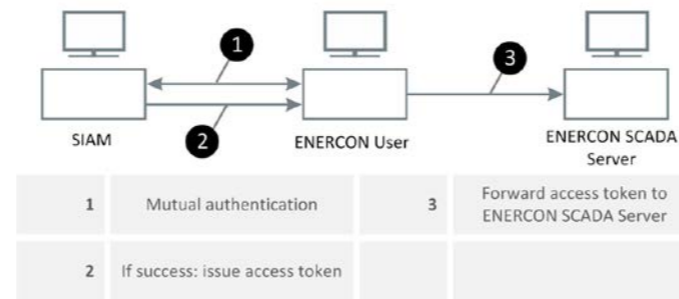 1
3
2
SIAM
ENERCON User
ENERCON SCADA
Server
1
Mutual authentication
3
Forward access token to
ENERCON SCADA Server
2
If success: issue access token